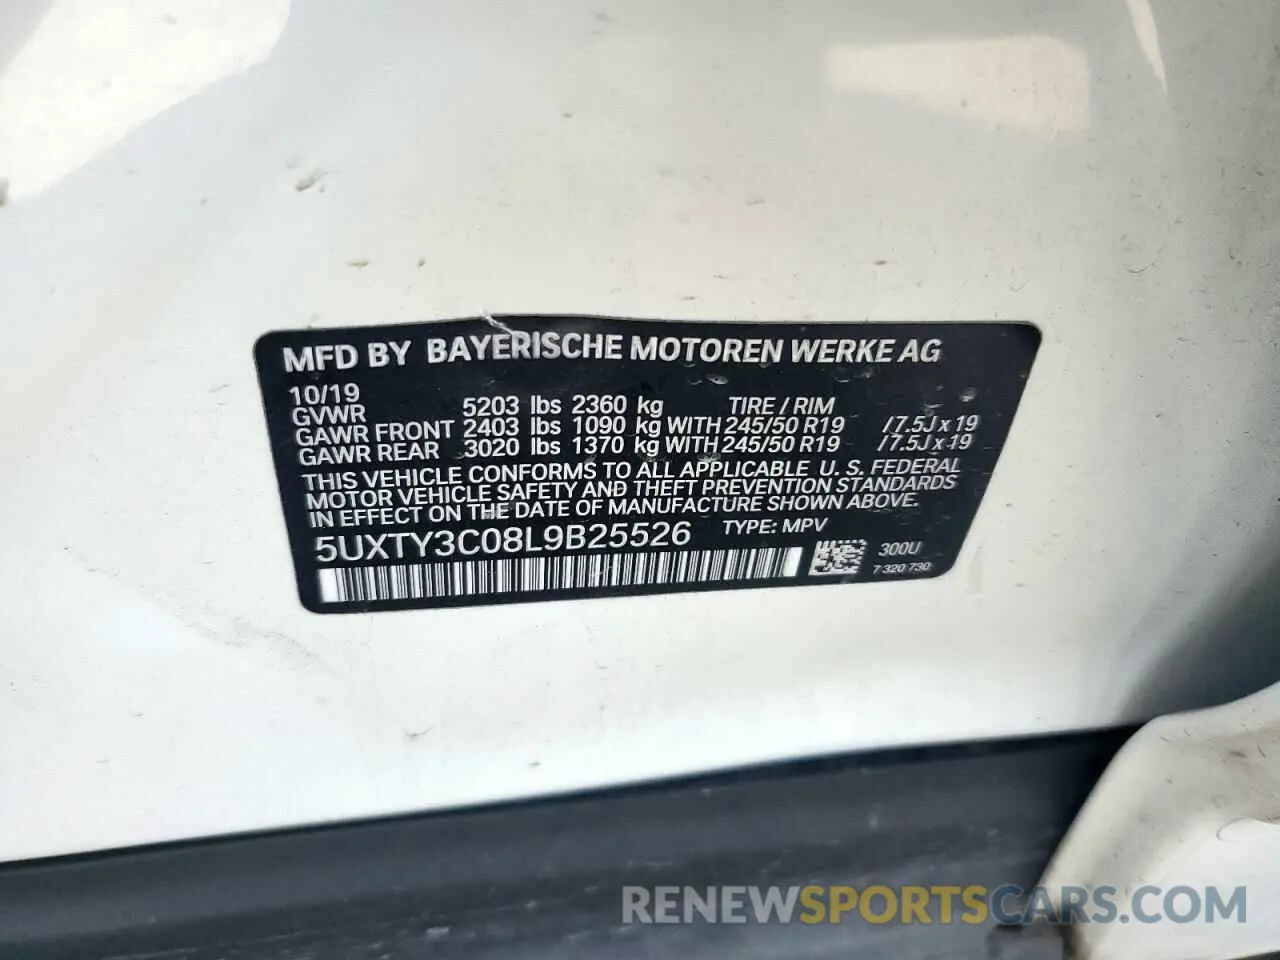 MFD BY BAYERISCHE MOTOREN WERKE AG
10/19
GVWR 5203 lbs 2360 kg TIRE / RIM
GAWR FRONT 2403 lbs 1090 kg WITH 245/50 R19 /7.5J x 19
GAWR REAR 3020 lbs 1370 kg WITH 245/50 R19 /7.5J x 19
THIS VEHICLE CONFORMS TO ALL APPLICABLE U. S. FEDERAL
MOTOR VEHICLE SAFETY AND THEFT PREVENTION STANDARDS
IN EFFECT ON THE DATE OF MANUFACTURE SHOWN ABOVE.
5UXTY3C08L9B25526 TYPE: MPV
300U
7 320 730
RENEWSPORTSCARS.COM